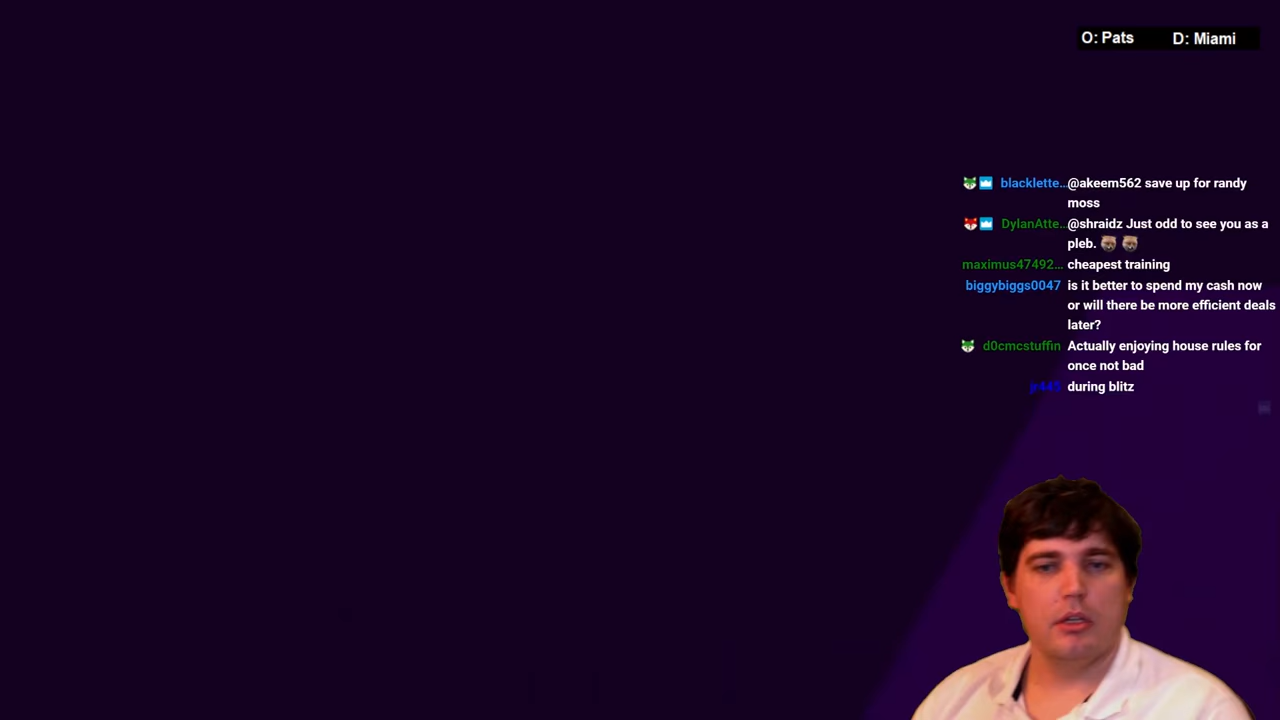 O: Pats D: Miami
blacklette... @akeem562 save up for randy
moss
DylanAtte... @shraidz Just odd to see you as a
pleb.
maximus47492... cheapest training
biggybiggs0047 is it better to spend my cash now
or will there be more efficient deals
later?
d0cmcstuffin Actually enjoying house rules for
once not bad
jr445 during blitz